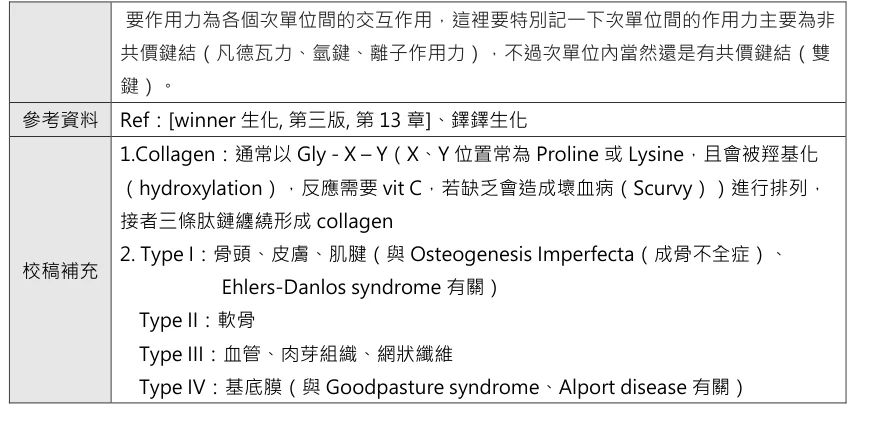 要作用力為各個次單位間的交互作用，這裡要特別記一下次單位間的作用力主要為非
共價鍵結（凡德瓦力、氫鍵、離子作用力），不過次單位內當然還是有共價鍵結（雙
鍵）。
參考資料
Ref：[winner 生化, 第三版, 第 13 章]、鐸鐸生化
校稿補充
1.Collagen：通常以 Gly - X – Y（X、Y 位置常為 Proline 或 Lysine，且會被羥基化
（hydroxylation），反應需要 vit C，若缺乏會造成壞血病（Scurvy））進行排列，
接者三條肽鏈纏繞形成 collagen
2. Type I：骨頭、皮膚、肌腱（與 Osteogenesis Imperfecta（成骨不全症）、
Ehlers-Danlos syndrome 有關）
Type II：軟骨
Type III：血管、肉芽組織、網狀纖維
Type IV：基底膜（與 Goodpasture syndrome、Alport disease 有關）